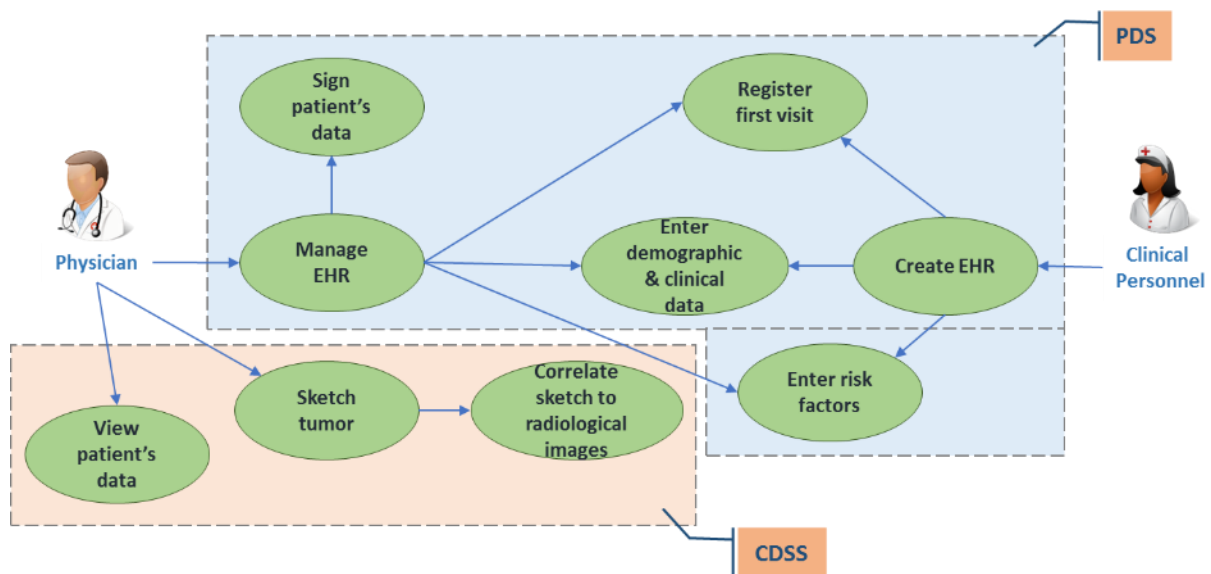 PDS
Sign
patient's
data
Register
first visit
Physician
Manage
EHR
Enter
demographic
& clinical
data
Create EHR
Clinical
Personnel
View
patient's
data
Sketch
tumor
Correlate
sketch to
radiological
images
Enter risk
factors
CDSS